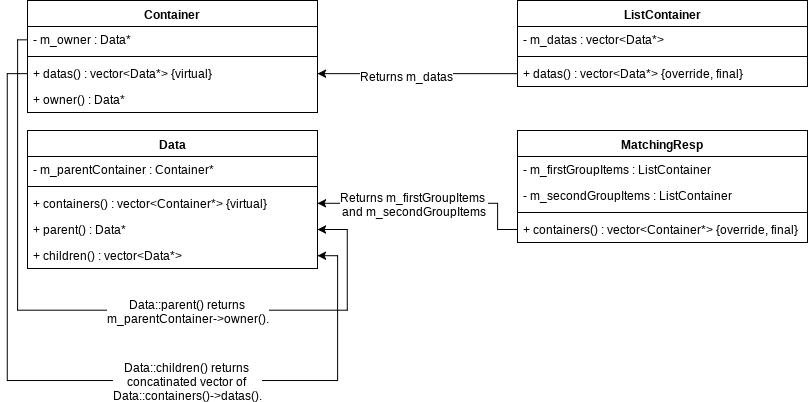 Container
- m_owner : Data*
+ datas() : vector<Data*> {virtual}
+ owner() : Data*
ListContainer
- m_datas : vector<Data*>
+ datas() : vector<Data*> {override, final}
Returns m_datas
Data
- m_parentContainer : Container*
+ containers() : vector<Container*> {virtual}
+ parent() : Data*
+ children() : vector<Data*>
MatchingResp
- m_firstGroupItems : ListContainer
- m_secondGroupItems : ListContainer
+ containers() : vector<Container*> {override, final}
Returns m_firstGroupItems
and m_secondGroupItems
Data::parent() returns
m_parentContainer->owner().
Data::children() returns
concatinated vector of
Data::containers()->datas().